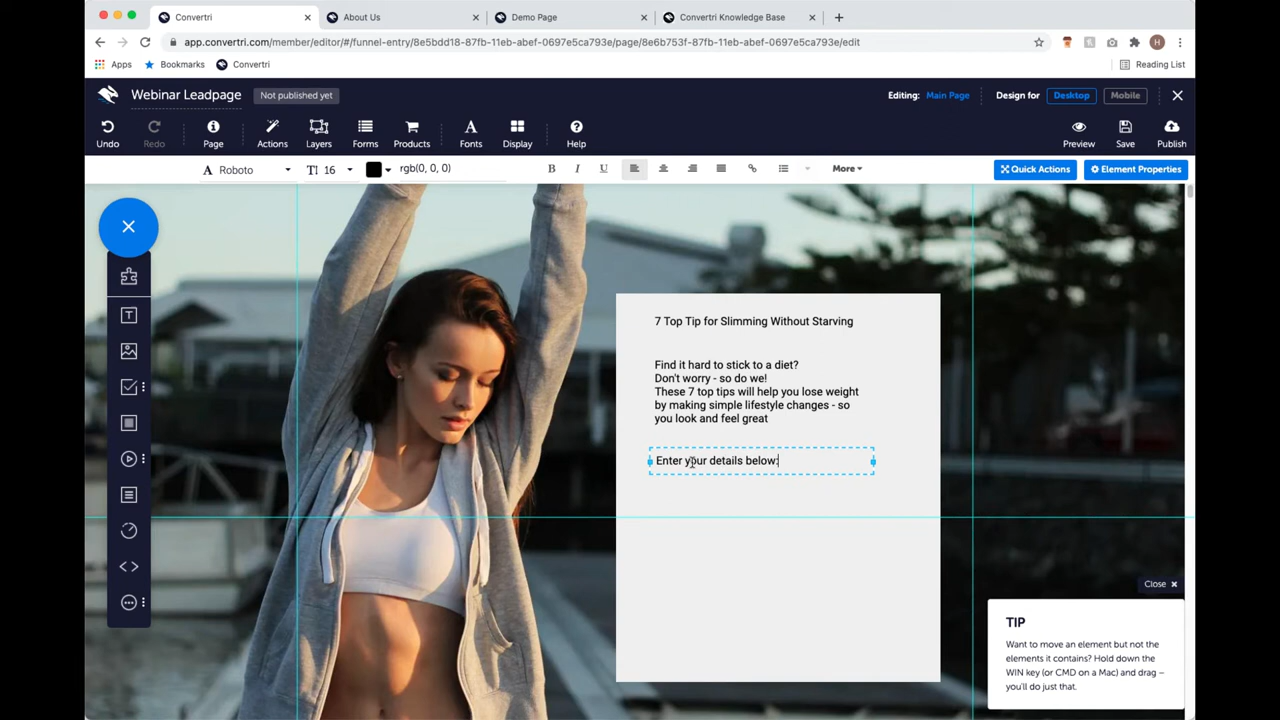 Convertri
About Us
Demo Page
Convertri Knowledge Base
app.convertri.com/member/editor/#/funnel-entry/8e5bdd18-87fb-11eb-abef-0697e5ca793e/page/8e6b753f-87fb-11eb-abef-0697e5ca793e/edit
H
Apps
Bookmarks
Convertri
Reading List
Webinar Leadpage
Not published yet
Editing: Main Page
Design for
Desktop
Mobile
Undo
Redo
Page
Actions
Layers
Forms
Products
Fonts
Display
Help
Preview
Save
Publish
Roboto
16
rgb(0, 0, 0)
B I U
More
Quick Actions
Element Properties
7 Top Tip for Slimming Without Starving
Find it hard to stick to a diet?
Don't worry - so do we!
These 7 top tips will help you lose weight
by making simple lifestyle changes - so
you look and feel great
Enter your details below:
Close
TIP
Want to move an element but not the
elements it contains? Hold down the
WIN key (or CMD on a Mac) and drag –
you'll do just that.